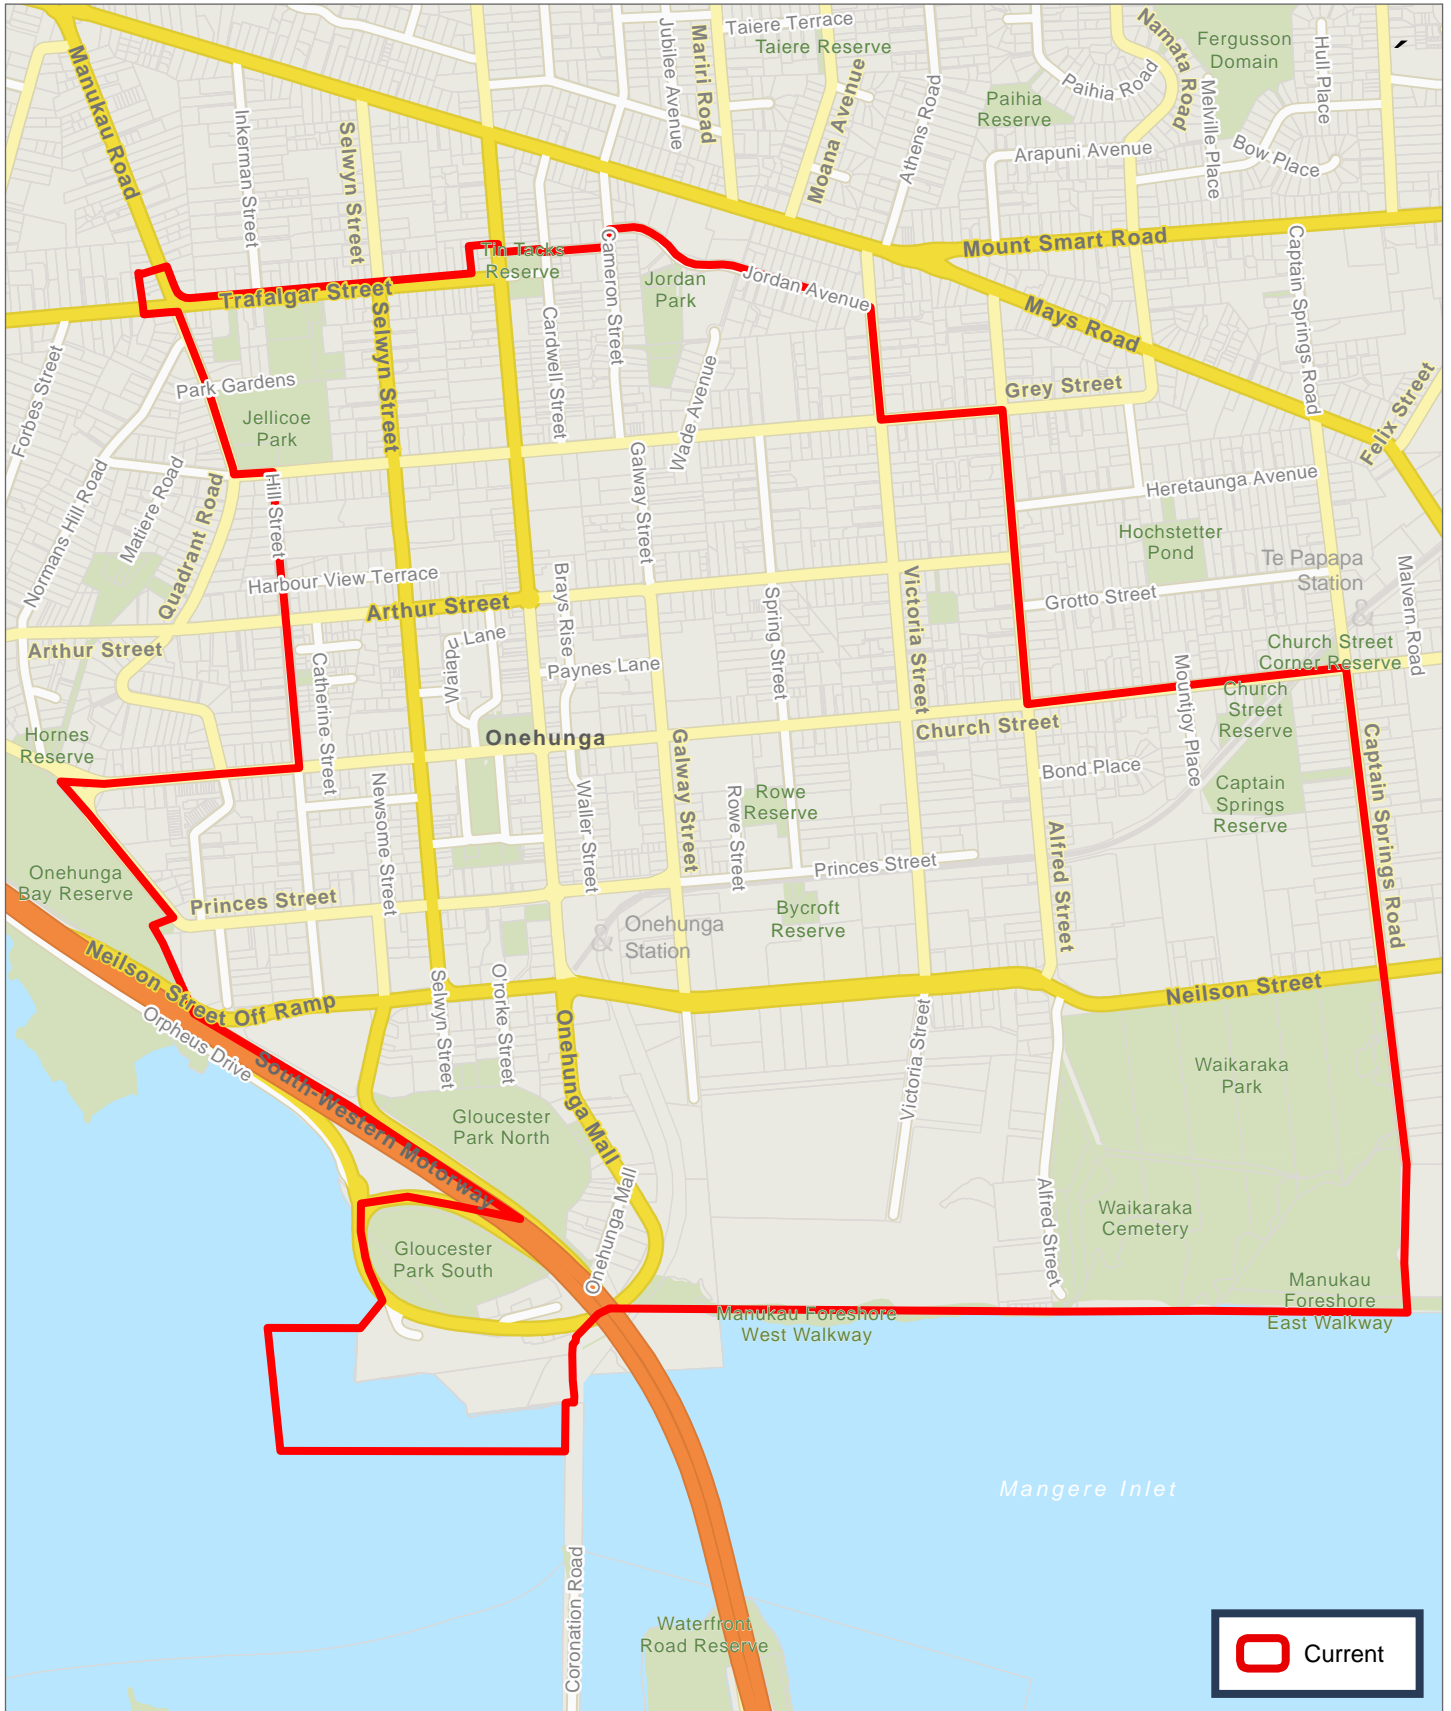 Taiere Terrace
Taiere Reserve
Jubilee Avenue
Mariri Road
Moana Avenue
Athens Road
Namata Road
Paihia Road
Paihia
Reserve
Fergusson
Domain
Hull Place
Melville Place
Bow Place
Arapuni Avenue
Manukau Road
Inkerman Street
Selwyn Street
Mount Smart Road
Captain Springs Road
Tin Tacks
Reserve
Cameron Street
Jordan
Park
Jordan Avenue
Trafalgar Street
Selwyn Street
Cardwell Street
Mays Road
Forbes Street
Park Gardens
Jellicoe
Park
Wade Avenue
Grey Street
Felix Street
Normans Hill Road
Matiere Road
Quadrant Road
Hill Street
Galway Street
Heretaunga Avenue
Hochstetter
Pond
Te Papapa
Station
&
Malvern Road
Harbour View Terrace
Arthur Street
Brays Rise
Spring Street
Victoria Street
Grotto Street
Arthur Street
Waiapu Lane
Paynes Lane
Catherine Street
Church Street
Corner Reserve
Mountjoy Place
Church
Street
Reserve
Church Street
Onehunga
Hornes
Reserve
Newsome Street
Waller Street
Galway Street
Rowe Street
Rowe
Reserve
Bond Place
Captain
Springs
Reserve
Captain Springs Road
Onehunga
Bay Reserve
Princes Street
Princes Street
Alfred Street
Bycroft
Reserve
&
Onehunga
Station
Neilson Street Off Ramp
Selwyn Street
O'rorke Street
Neilson Street
Orpheus Drive
South-Western Motorway
Onehunga Mall
Victoria Street
Waikaraka
Park
Gloucester
Park North
Onehunga Mall
Alfred Street
Waikaraka
Cemetery
Gloucester
Park South
Manukau
Foreshore
East Walkway
Manukau Foreshore
West Walkway
Mangere Inlet
Coronation Road
Waterfront
Road Reserve
Current